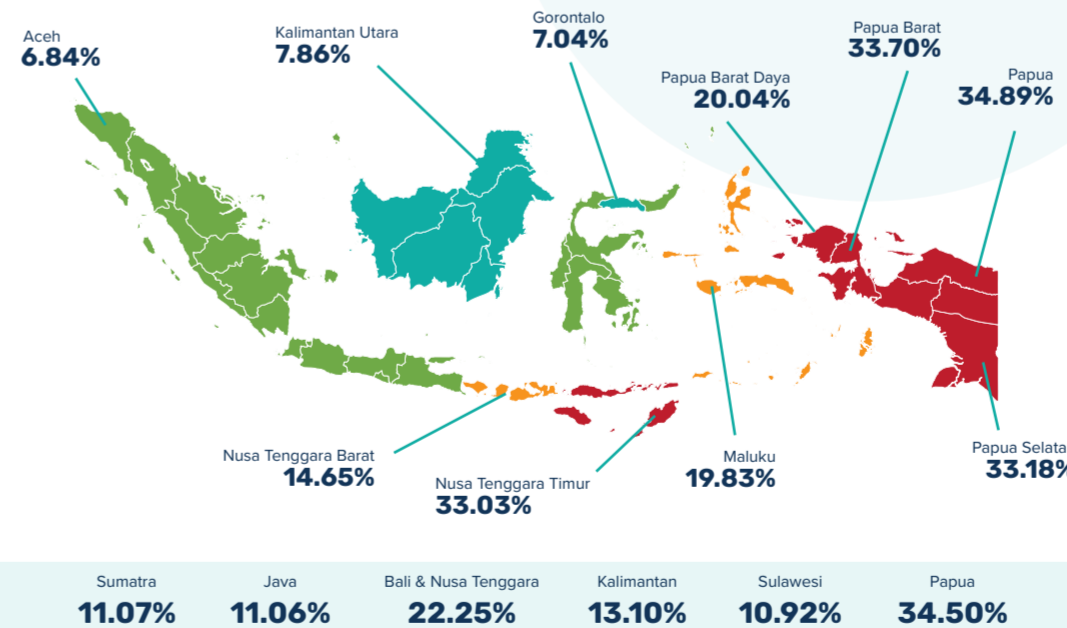 Aceh
6.84%
Kalimantan Utara
7.86%
Gorontalo
7.04%
Papua Barat
33.70%
Papua Barat Daya
20.04%
Papua
34.89%
Nusa Tenggara Barat
14.65%
Nusa Tenggara Timur
33.03%
Maluku
19.83%
Papua Selata
33.18%
Sumatra
11.07%
Java
11.06%
Bali & Nusa Tenggara
22.25%
Kalimantan
13.10%
Sulawesi
10.92%
Papua
34.50%